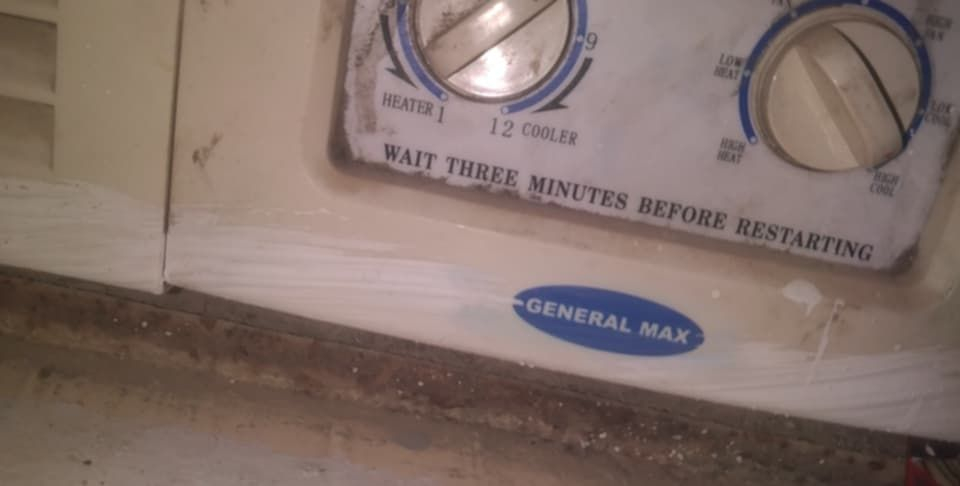 9
HEATER 1
12 COOLER
HIGH
FAN
LOW
HEAT
LOW
COOL
HIGH
HEAT
HIGH
COOL
WAIT THREE MINUTES BEFORE RESTARTING
GENERAL MAX